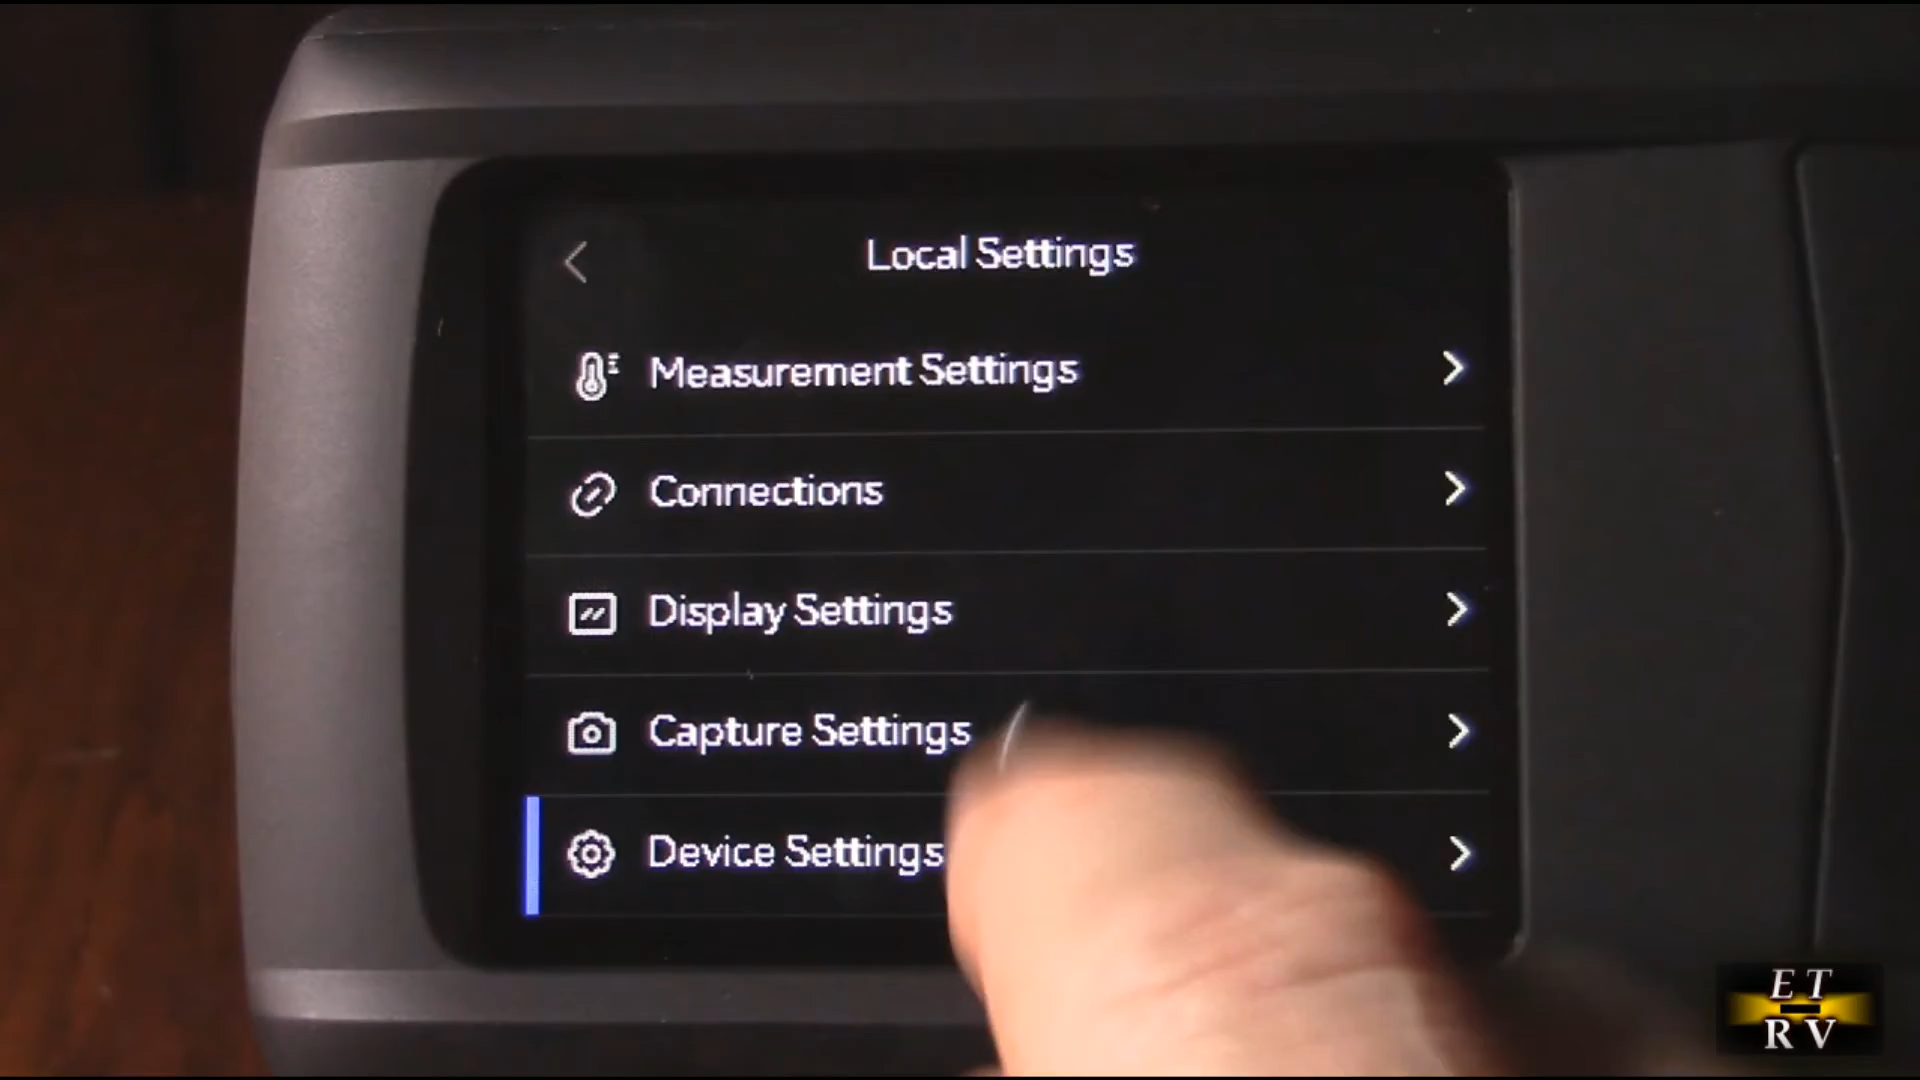 Local Settings
Measurement Settings
Connections
Display Settings
Capture Settings
Device Settings
ET
RV